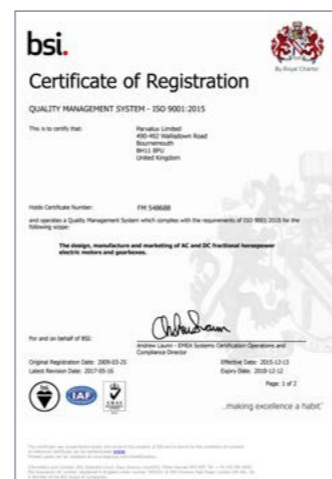 bsi.
By Royal Charter
Certificate of Registration
QUALITY MANAGEMENT SYSTEM - ISO 9001:2015
This is to certify that:
Parvalux Limited
490-492 Wallisdown Road
Bournemouth
BH11 8PU
United Kingdom
Holds Certificate Number:
FM 548688
and operates a Quality Management System which complies with the requirements of ISO 9001:2015 for the
following scope:
The design, manufacture and marketing of AC and DC fractional horsepower
electric motors and gearboxes.
For and on behalf of BSI:
Andrew Launn - EMEA Systems Certification Operations and
Compliance Director
Original Registration Date: 2009-03-25
Effective Date: 2015-12-13
Latest Revision Date: 2017-05-16
Expiry Date: 2018-12-12
Page: 1 of 2
IAF
UKAS
...making excellence a habit.